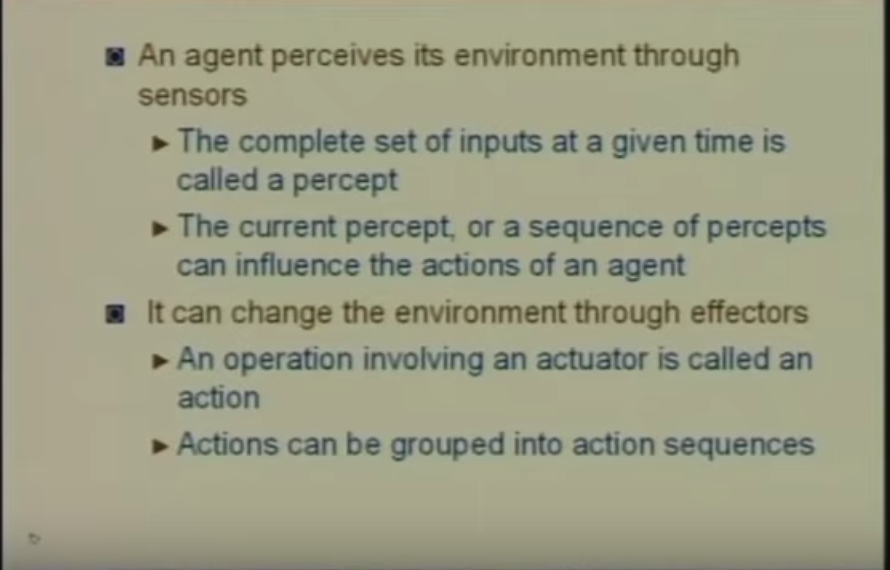 An agent perceives its environment through
sensors
The complete set of inputs at a given time is
called a percept
The current percept, or a sequence of percepts
can influence the actions of an agent
It can change the environment through effectors
An operation involving an actuator is called an
action
Actions can be grouped into action sequences